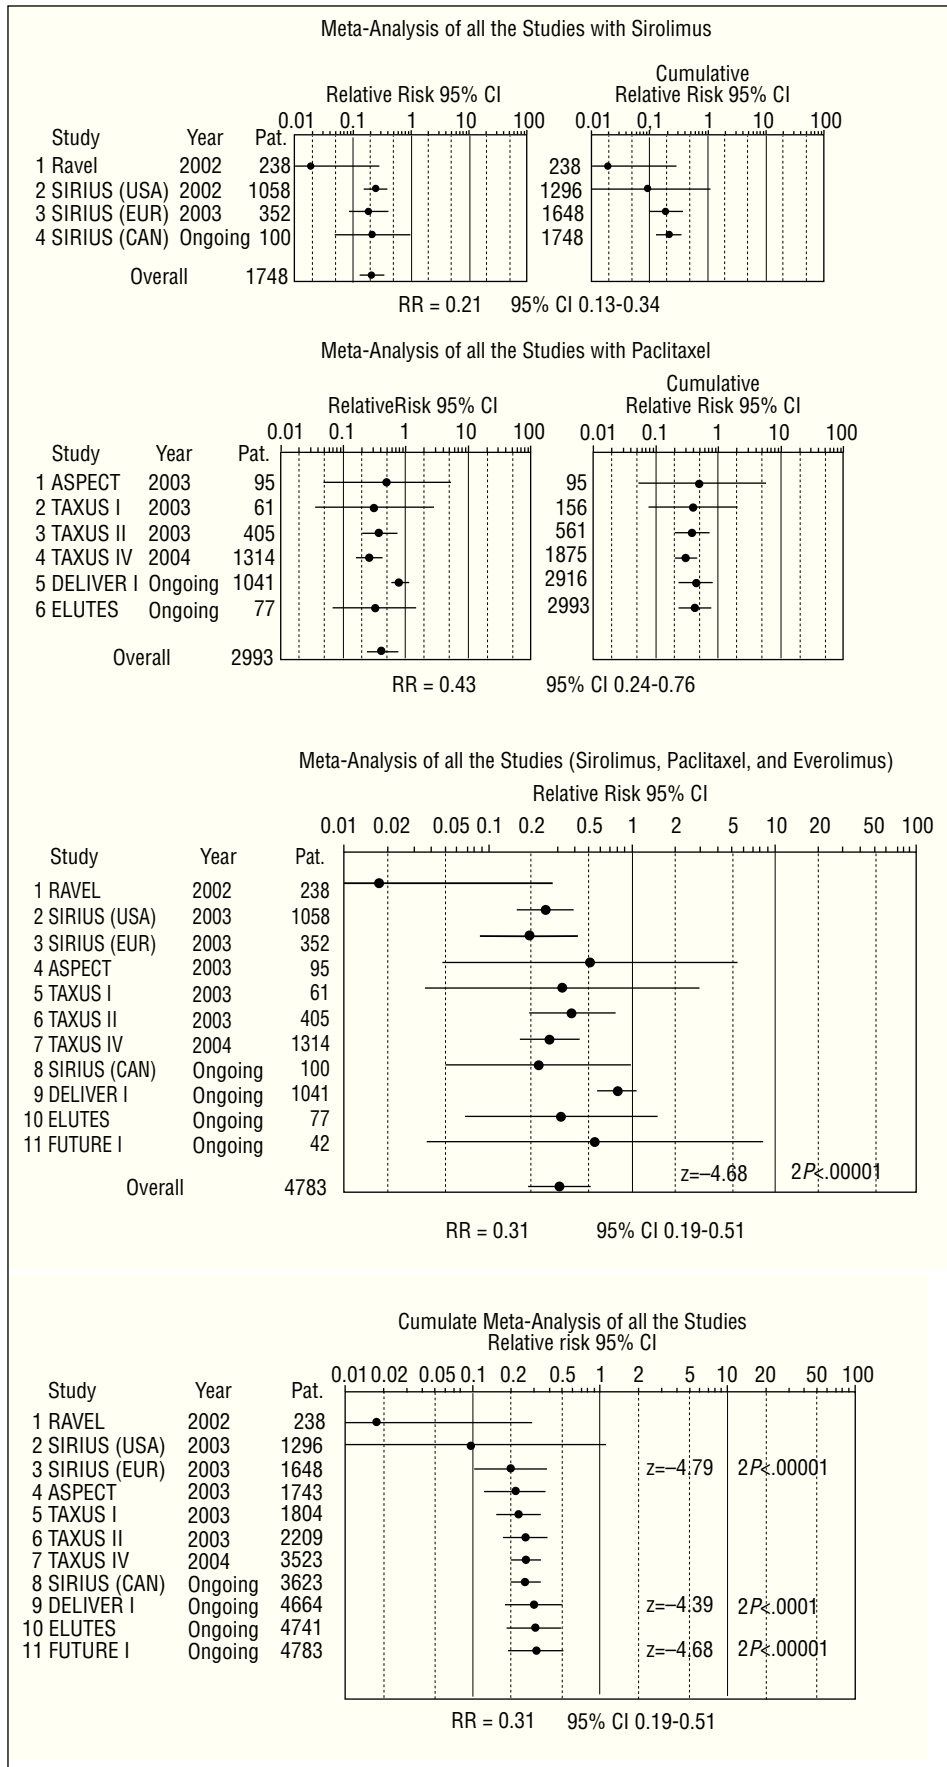 Meta-Analysis of all the Studies with Sirolimus
Cumulative
Relative Risk 95% CI Relative Risk 95% CI
0.01 0.1 1 10 100 0.01 0.1 1 10 100
Study Year Pat.
1 Ravel 2002 238 238
2 SIRIUS (USA) 2002 1058 1296
3 SIRIUS (EUR) 2003 352 1648
4 SIRIUS (CAN) Ongoing 100 1748
Overall 1748
RR = 0.21 95% CI 0.13-0.34
Meta-Analysis of all the Studies with Paclitaxel
Cumulative
RelativeRisk 95% CI Relative Risk 95% CI
0.01 0.1 1 10 100 0.01 0.1 1 10 100
Study Year Pat.
1 ASPECT 2003 95 95
2 TAXUS I 2003 61 156
3 TAXUS II 2003 405 561
4 TAXUS IV 2004 1314 1875
5 DELIVER I Ongoing 1041 2916
6 ELUTES Ongoing 77 2993
Overall 2993
RR = 0.43 95% CI 0.24-0.76
Meta-Analysis of all the Studies (Sirolimus, Paclitaxel, and Everolimus)
Relative Risk 95% CI
0.01 0.02 0.05 0.1 0.2 0.5 1 2 5 10 20 50 100
Study Year Pat.
1 RAVEL 2002 238
2 SIRIUS (USA) 2003 1058
3 SIRIUS (EUR) 2003 352
4 ASPECT 2003 95
5 TAXUS I 2003 61
6 TAXUS II 2003 405
7 TAXUS IV 2004 1314
8 SIRIUS (CAN) Ongoing 100
9 DELIVER I Ongoing 1041
10 ELUTES Ongoing 77
11 FUTURE I Ongoing 42
z=–4.68 2P<.00001
Overall 4783
RR = 0.31 95% CI 0.19-0.51
Cumulate Meta-Analysis of all the Studies
Relative risk 95% CI
0.01 0.02 0.05 0.1 0.2 0.5 1 2 5 10 20 50 100
Study Year Pat.
1 RAVEL 2002 238
2 SIRIUS (USA) 2003 1296
3 SIRIUS (EUR) 2003 1648 z=–4.79 2P<.00001
4 ASPECT 2003 1743
5 TAXUS I 2003 1804
6 TAXUS II 2003 2209
7 TAXUS IV 2004 3523
8 SIRIUS (CAN) Ongoing 3623
9 DELIVER I Ongoing 4664 z=–4.39 2P<.0001
10 ELUTES Ongoing 4741
11 FUTURE I Ongoing 4783 z=–4.68 2P<.00001
RR = 0.31 95% CI 0.19-0.51